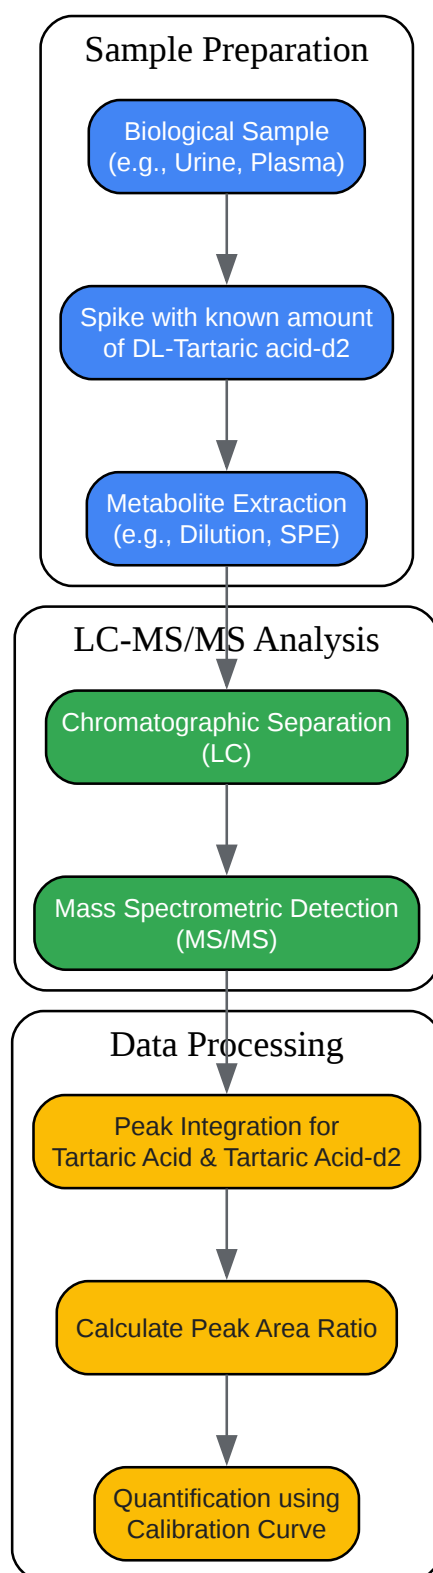 Sample Preparation
Biological Sample
(e.g., Urine, Plasma)
Spike with known amount
of DL-Tartaric acid-d2
Metabolite Extraction
(e.g., Dilution, SPE)
LC-MS/MS Analysis
Chromatographic Separation
(LC)
Mass Spectrometric Detection
(MS/MS)
Data Processing
Peak Integration for
Tartaric Acid & Tartaric Acid-d2
Calculate Peak Area Ratio
Quantification using
Calibration Curve